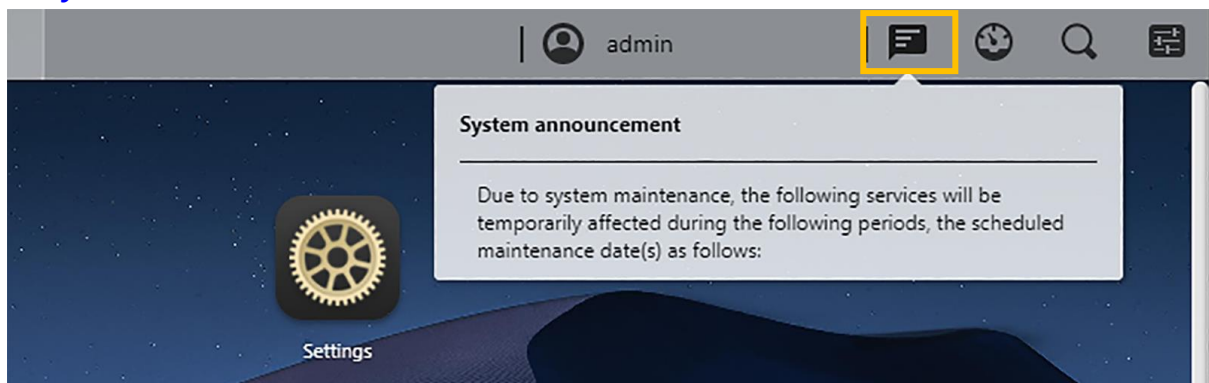 admin
System announcement
Due to system maintenance, the following services will be
temporarily affected during the following periods, the scheduled
maintenance date(s) as follows:
Settings